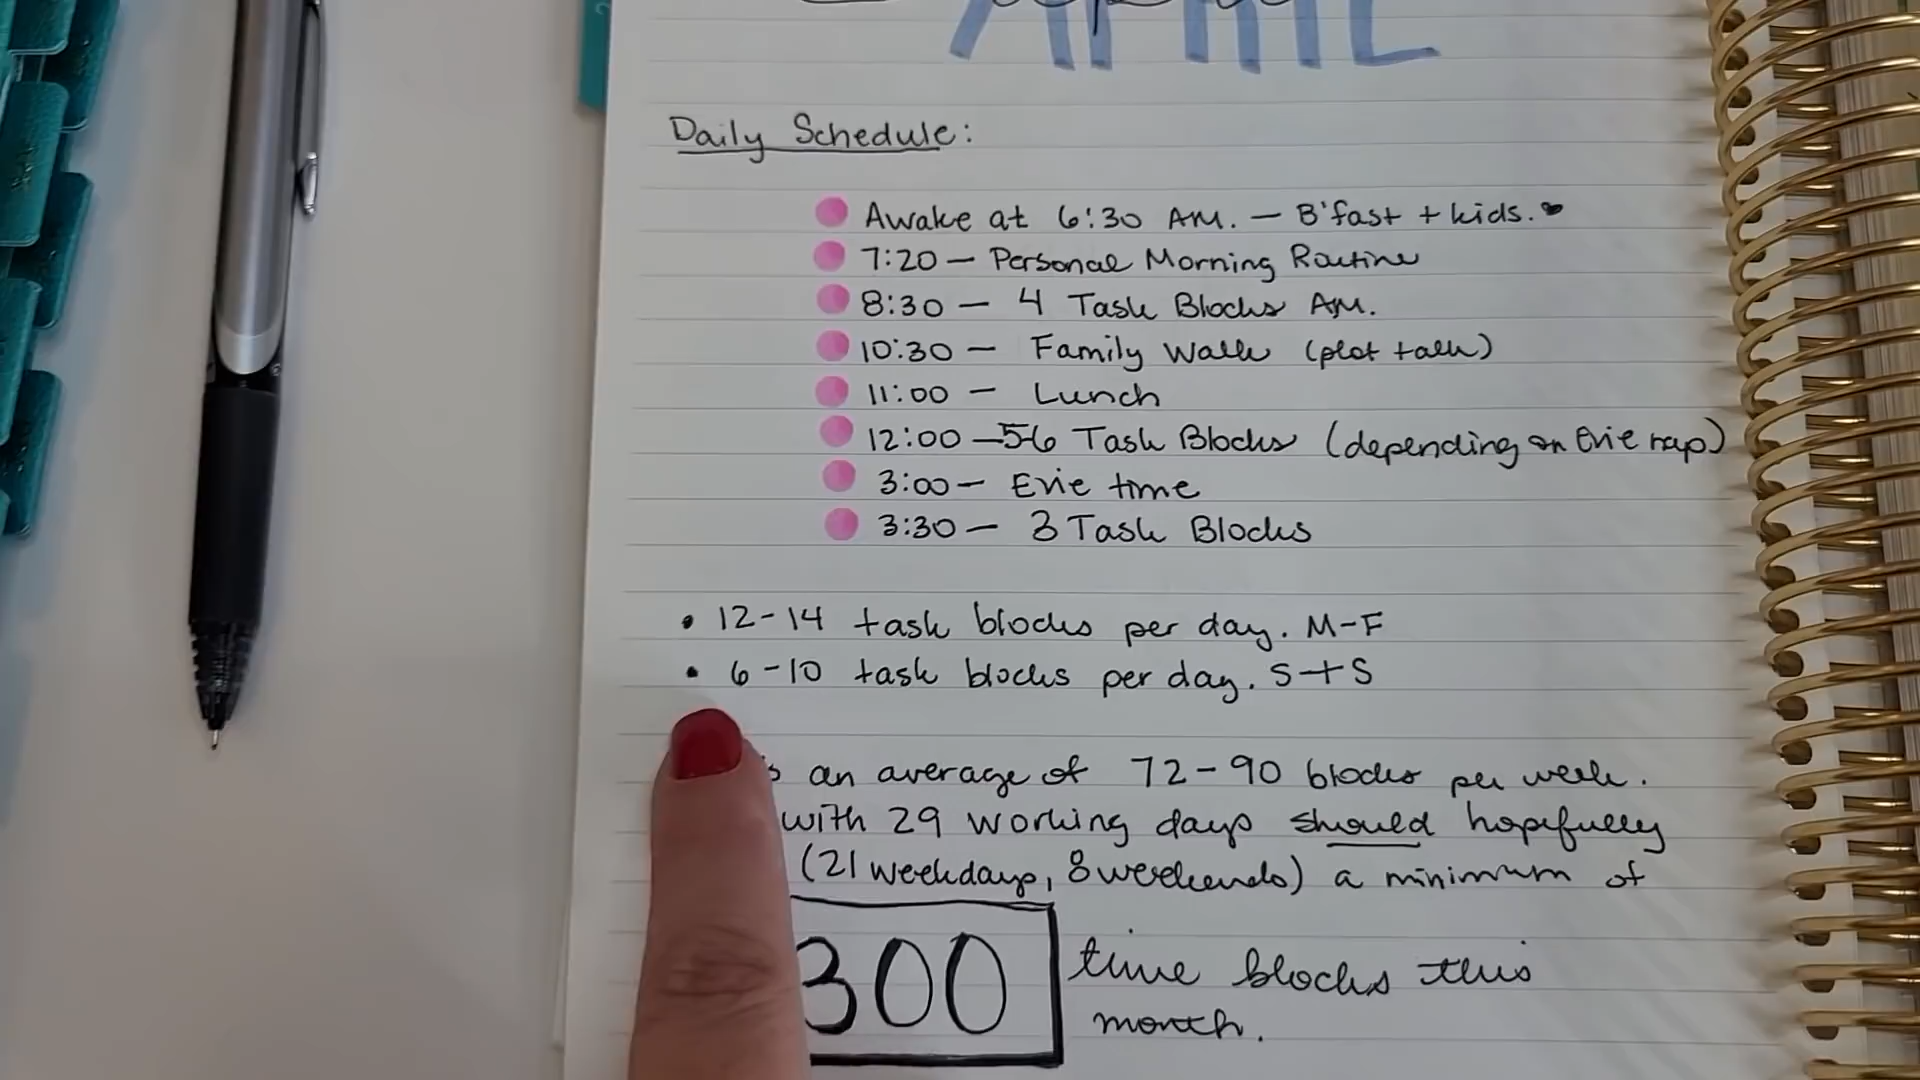 APRIL
Daily Schedule:
Awake at 6:30 AM. — B'fast + kids.
7:20 — Personal Morning Routine
8:30 — 4 Task Blocks AM.
10:30 — Family Walk (plot talk)
11:00 — Lunch
12:00 — 56 Task Blocks (depending on Evie nap)
3:00 — Evie time
3:30 — 3 Task Blocks
• 12-14 task blocks per day. M-F
• 6-10 task blocks per day. S+S
an average of 72-90 blocks per week.
with 29 working days should hopefully
(21 weekdays, 8 weekends) a minimum of
300 time blocks this
month.